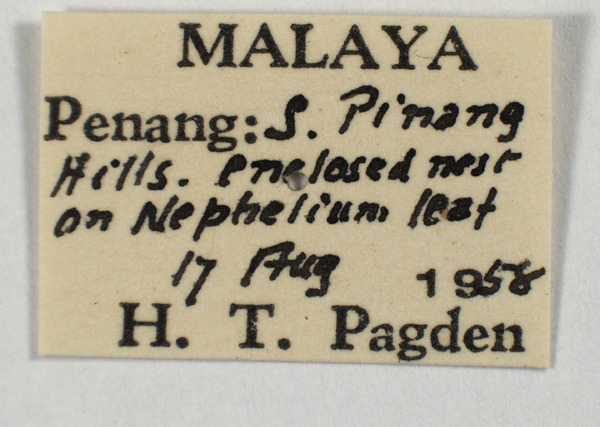 MALAYA
Penang: S. Pinang
Hills. enclosed nest
on Nephelium leaf
17 Aug 1958
H. T. Pagden